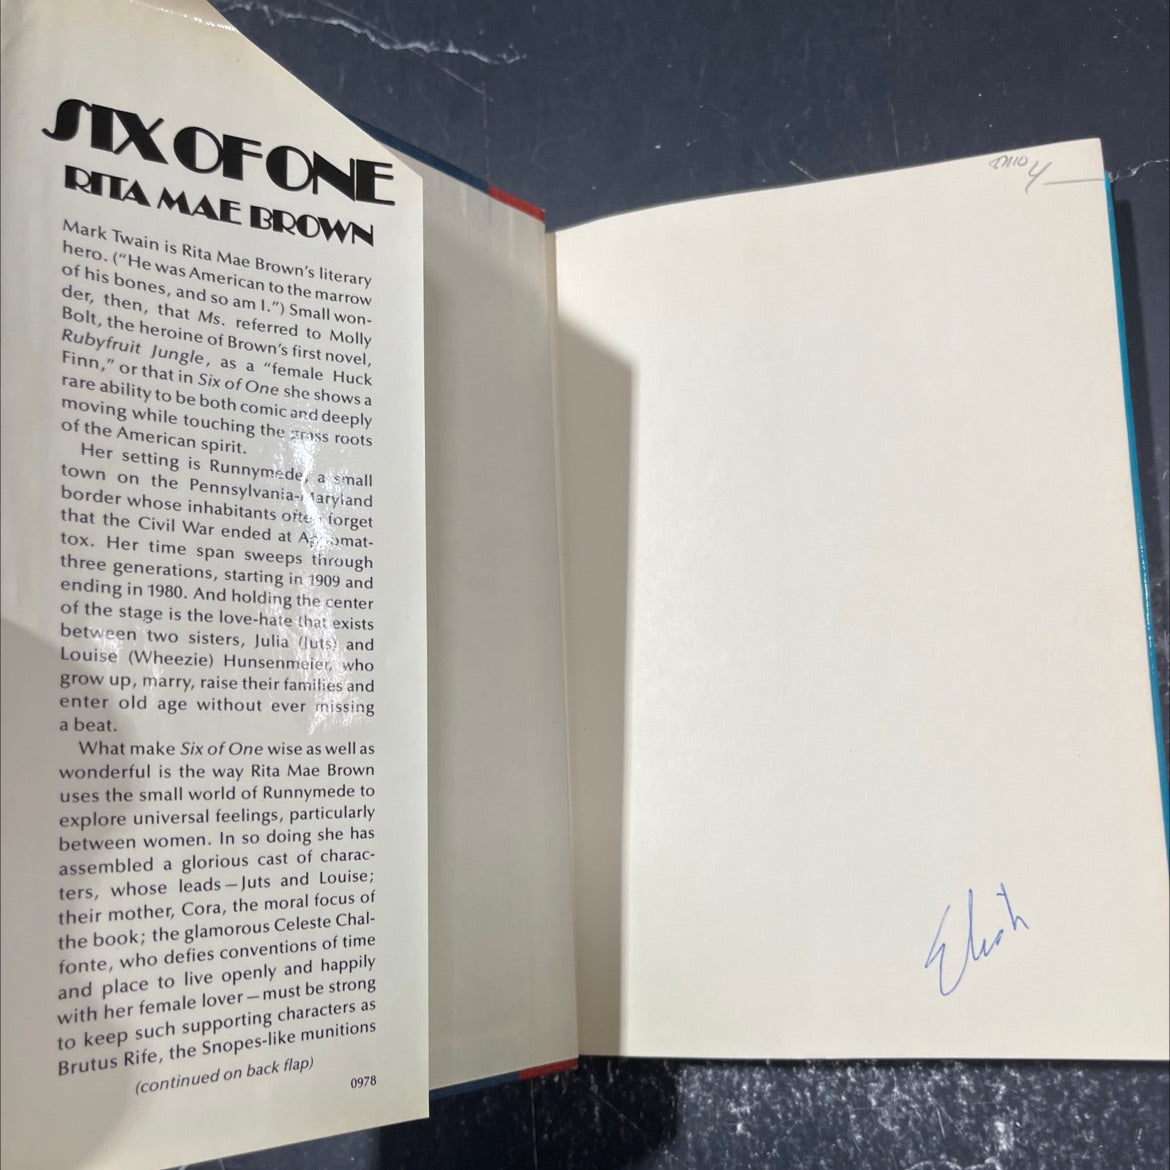 SIX OF ONE
RITA MAE BROWN
Mark Twain is Rita Mae Brown's literary
hero. ("He was American to the marrow
of his bones, and so am I.") Small won-
der, then, that Ms. referred to Molly
Bolt, the heroine of Brown's first novel,
Rubyfruit Jungle, as a "female Huck
Finn," or that in Six of One she shows a
rare ability to be both comic and deeply
moving while touching the grass roots
of the American spirit.
Her setting is Runnymede, a small
town on the Pennsylvania-Maryland
border whose inhabitants often forget
that the Civil War ended at Appomat-
tox. Her time span sweeps through
three generations, starting in 1909 and
ending in 1980. And holding the center
of the stage is the love-hate that exists
between two sisters, Julia (Juts) and
Louise (Wheezie) Hunsenmeier, who
grow up, marry, raise their families and
enter old age without ever missing
a beat.
What make Six of One wise as well as
wonderful is the way Rita Mae Brown
uses the small world of Runnymede to
explore universal feelings, particularly
between women. In so doing she has
assembled a glorious cast of charac-
ters, whose leads—Juts and Louise;
their mother, Cora, the moral focus of
the book; the glamorous Celeste Chal-
fonte, who defies conventions of time
and place to live openly and happily
with her female lover—must be strong
to keep such supporting characters as
Brutus Rife, the Snopes-like munitions
(continued on back flap)
0978